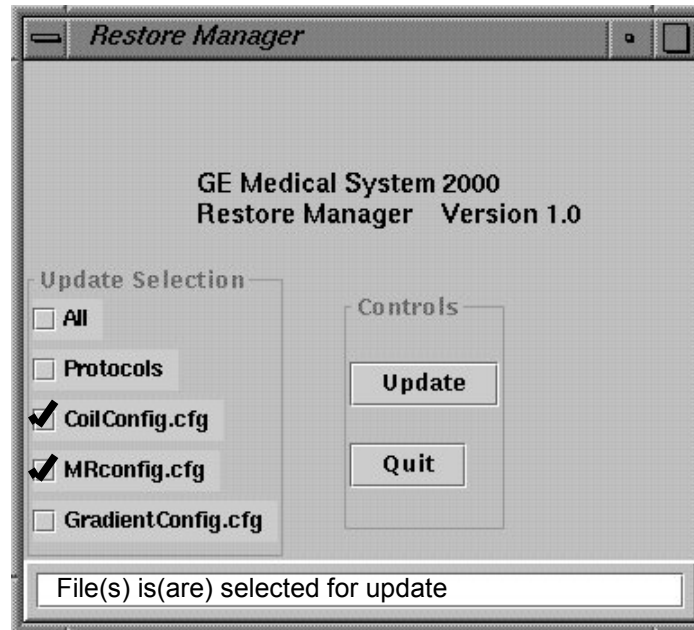 Restore Manager
GE Medical System 2000
Restore Manager Version 1.0
Update Selection
All
Protocols
CoilConfig.cfg
MRconfig.cfg
GradientConfig.cfg
Controls
Update
Quit
File(s) is(are) selected for update